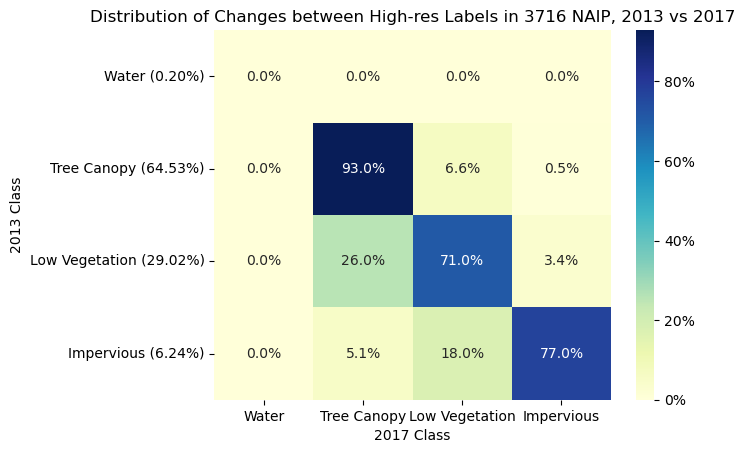 Distribution of Changes between High-res Labels in 3716 NAIP, 2013 vs 2017
Water (0.20%) 0.0% 0.0% 0.0% 0.0%
Tree Canopy (64.53%) 0.0% 93.0% 6.6% 0.5%
Low Vegetation (29.02%) 0.0% 26.0% 71.0% 3.4%
Impervious (6.24%) 0.0% 5.1% 18.0% 77.0%
Water Tree Canopy Low Vegetation Impervious
2017 Class
2013 Class
80%
60%
40%
20%
0%